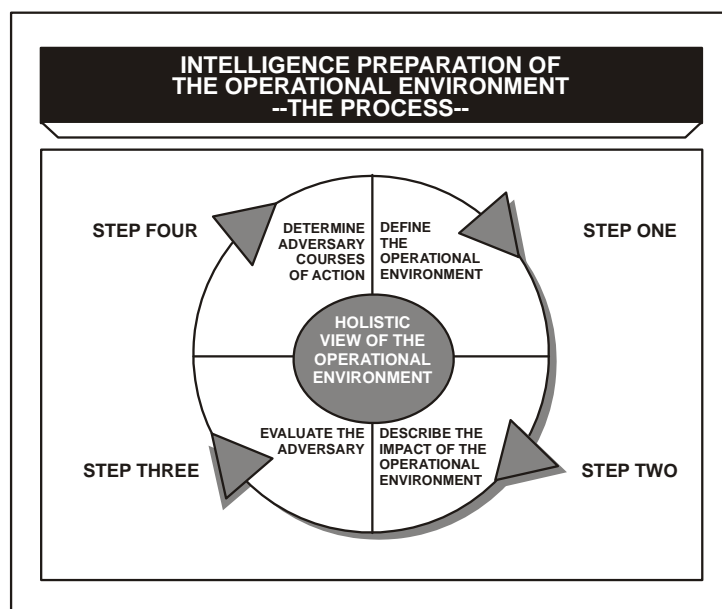 INTELLIGENCE PREPARATION OF
THE OPERATIONAL ENVIRONMENT
--THE PROCESS--
STEP FOUR
DETERMINE
ADVERSARY
COURSES
OF ACTION
DEFINE
THE
OPERATIONAL
ENVIRONMENT
STEP ONE
HOLISTIC
VIEW OF THE
OPERATIONAL
ENVIRONMENT
STEP THREE
EVALUATE THE
ADVERSARY
DESCRIBE THE
IMPACT OF THE
OPERATIONAL
ENVIRONMENT
STEP TWO